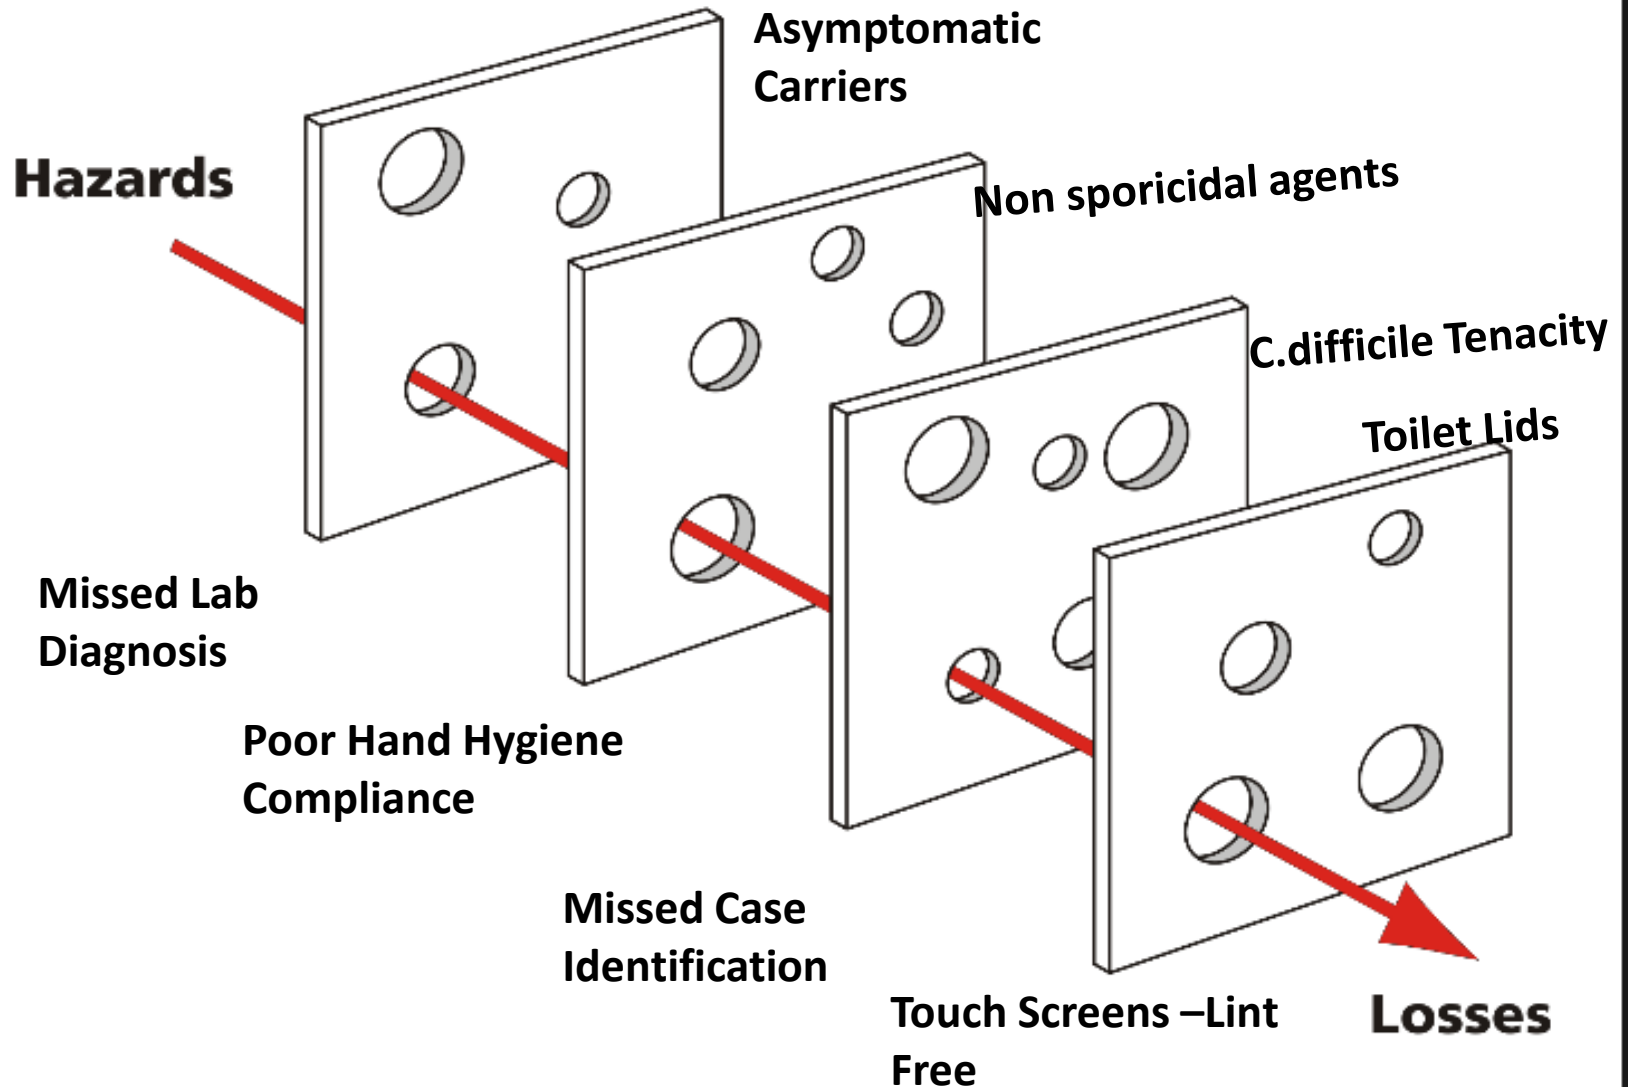 Asymptomatic
Carriers
Hazards
Non sporicidal agents
C.difficile Tenacity
Toilet Lids
Missed Lab
Diagnosis
Poor Hand Hygiene
Compliance
Missed Case
Identification
Touch Screens –Lint
Free
Losses